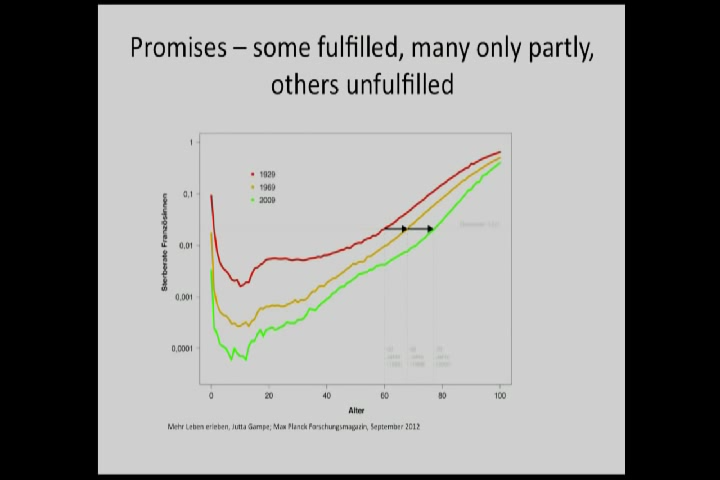 Promises – some fulfilled, many only partly,
others unfulfilled
1
0,1
0,01
0,001
0,0001
Sterberate Französinnen
1929
1969
2009
0
20
40
60
80
100
Alter
Mehr Leben erleben, Jutta Gampe; Max Planck Forschungsmagazin, September 2012